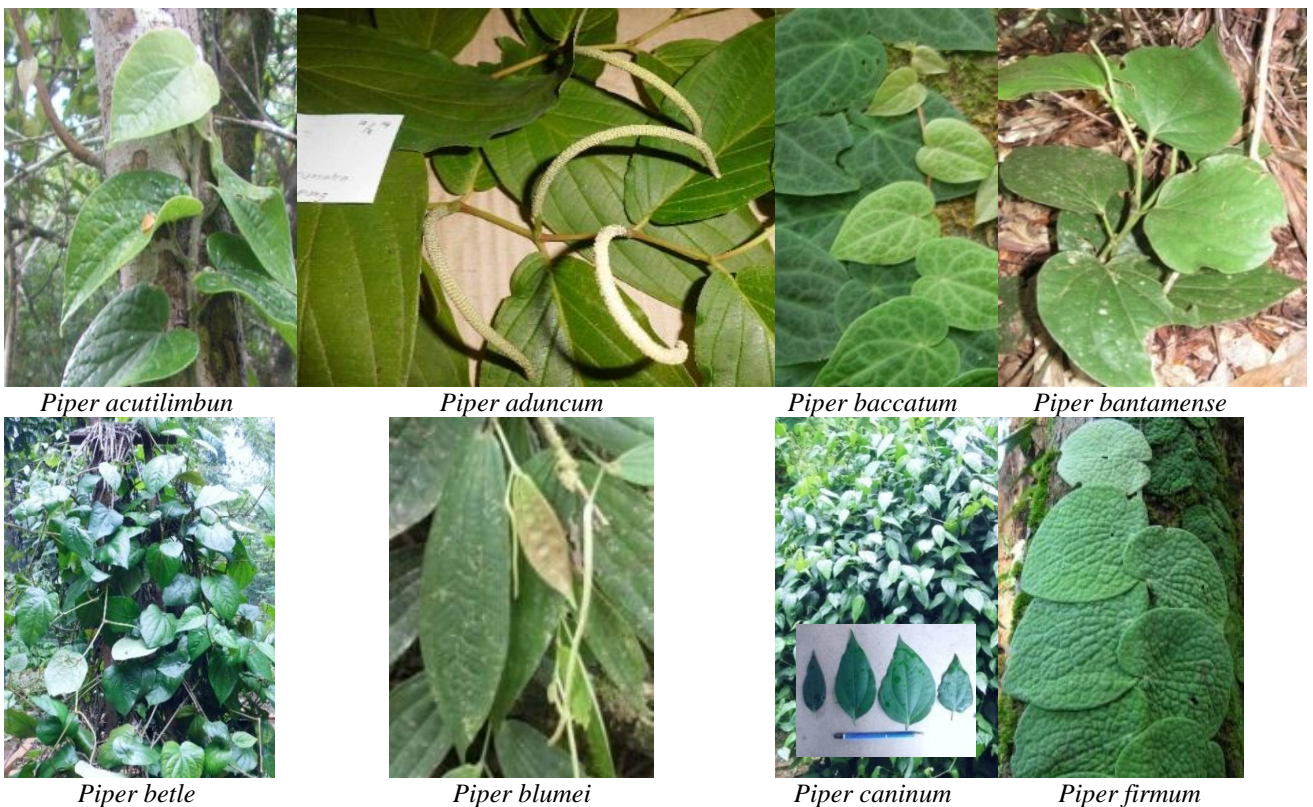 Piper acutilimbun
Piper aduncum
Piper baccatum
Piper bantamense
Piper betle
Piper blumei
Piper caninum
Piper firmum